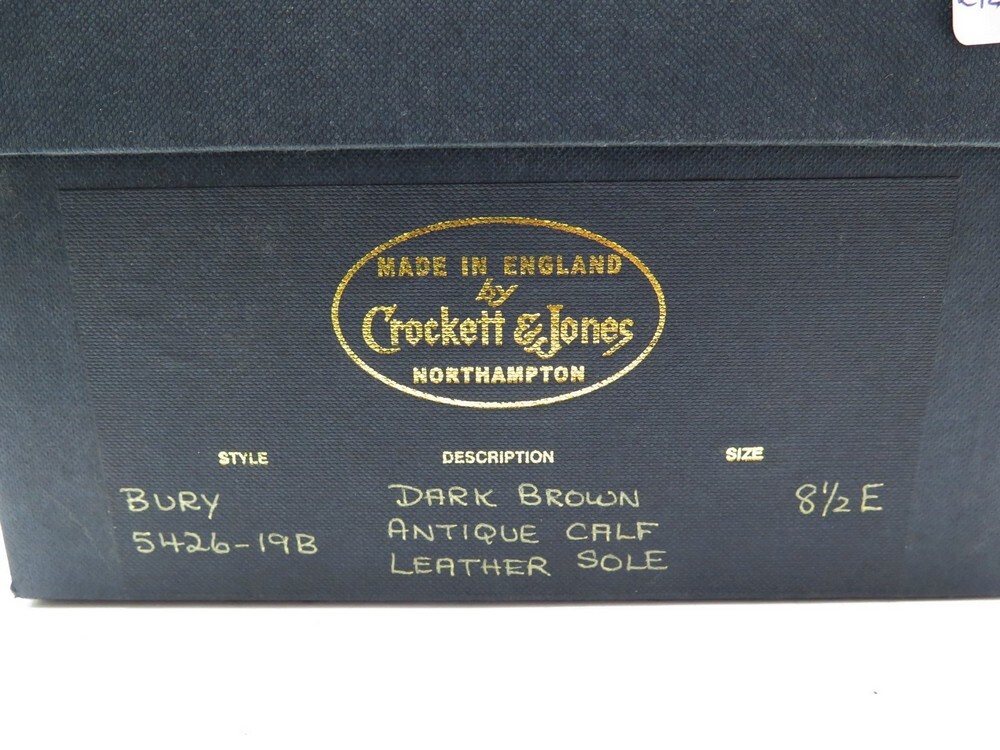 MADE IN ENGLAND
by
Crockett & Jones
NORTHAMPTON
STYLE DESCRIPTION SIZE
BURY DARK BROWN 8½ E
5426-19B ANTIQUE CALF
LEATHER SOLE